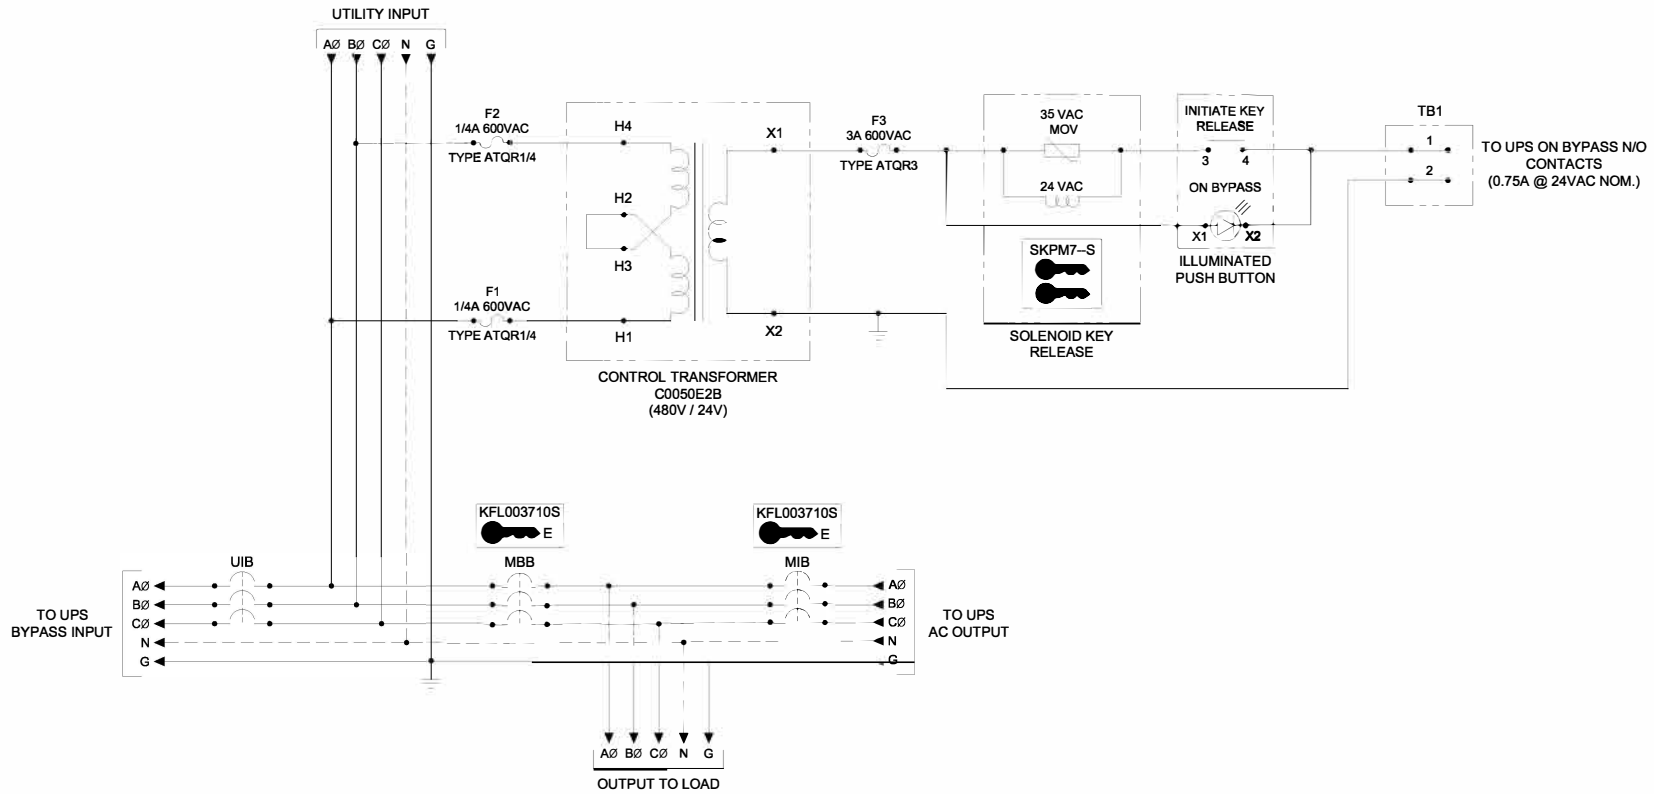 UTILITY INPUT
AØ BØ CØ N G
F2
1/4A 600VAC
TYPE ATQR1/4
H4
H2
H3
F1
1/4A 600VAC
TYPE ATQR1/4
H1
X1
X2
CONTROL TRANSFORMER
C0050E2B
(480V / 24V)
F3
3A 600VAC
TYPE ATQR3
35 VAC
MOV
24 VAC
SKPM7--S
SOLENOID KEY
RELEASE
INITIATE KEY
RELEASE
3 4
ON BYPASS
X1 X2
ILLUMINATED
PUSH BUTTON
TB1
1
2
TO UPS ON BYPASS N/O
CONTACTS
(0.75A @ 24VAC NOM.)
KFL003710S
E
KFL003710S
E
UIB
MBB
MIB
TO UPS
BYPASS INPUT
AØ
BØ
CØ
N
G
AØ
BØ
CØ
N
G
TO UPS
AC OUTPUT
AØ BØ CØ N G
OUTPUT TO LOAD